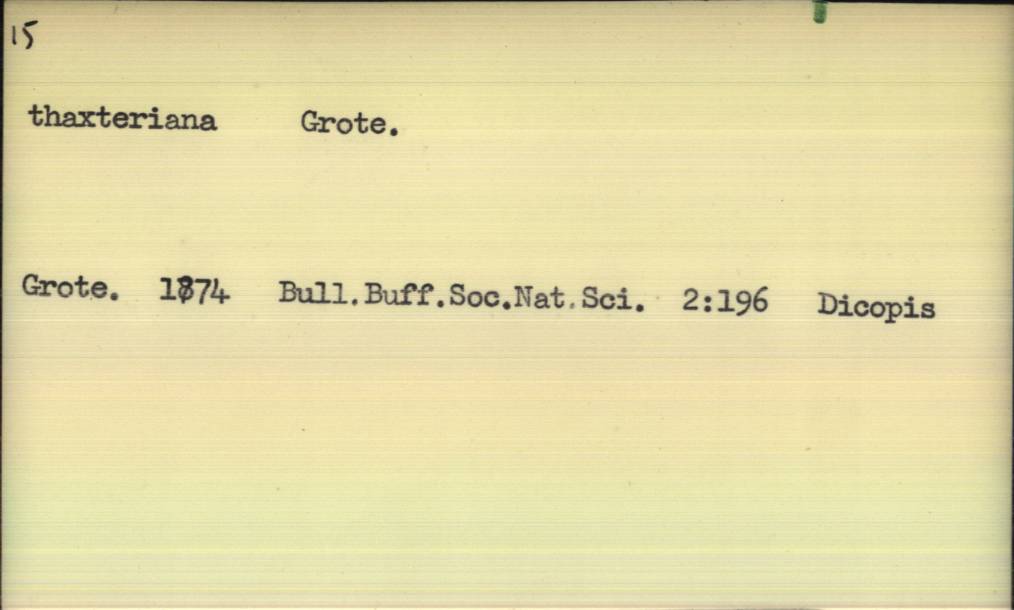 15
thaxteriana Grote.
Grote. 1874 Bull.Buff.Soc.Nat.Sci. 2:196 Dicopis